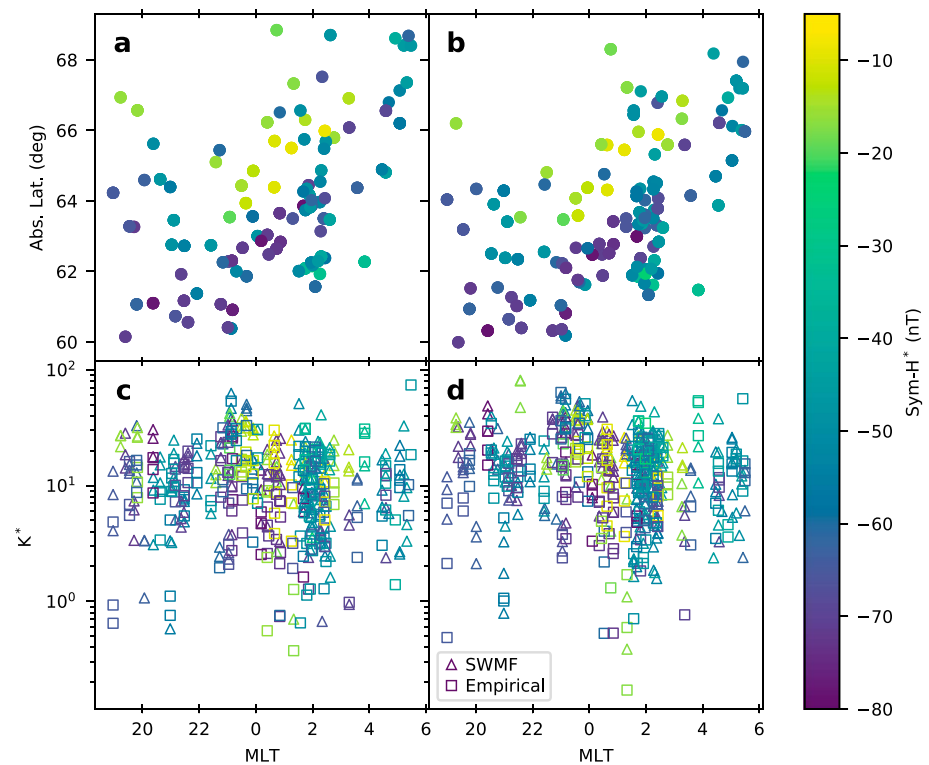 a
b
68
66
64
62
60
Abs. Lat. (deg)
c
d
10²
10¹
10⁰
K*
SWMF
Empirical
20 22 0 2 4 6
20 22 0 2 4 6
MLT
MLT
−10
−20
−30
−40
−50
−60
−70
−80
Sym-H* (nT)